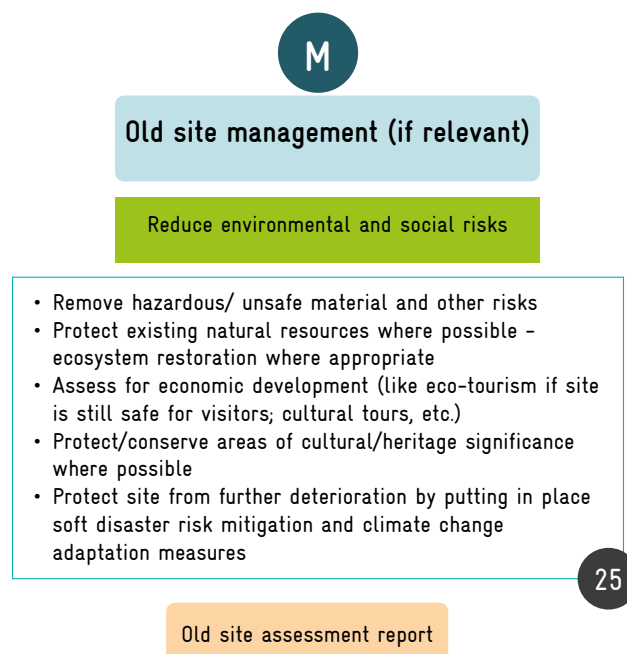 M
Old site management (if relevant)
Reduce environmental and social risks
• Remove hazardous/ unsafe material and other risks
• Protect existing natural resources where possible –
ecosystem restoration where appropriate
• Assess for economic development (like eco-tourism if site
is still safe for visitors; cultural tours, etc.)
• Protect/conserve areas of cultural/heritage significance
where possible
• Protect site from further deterioration by putting in place
soft disaster risk mitigation and climate change
adaptation measures
25
Old site assessment report